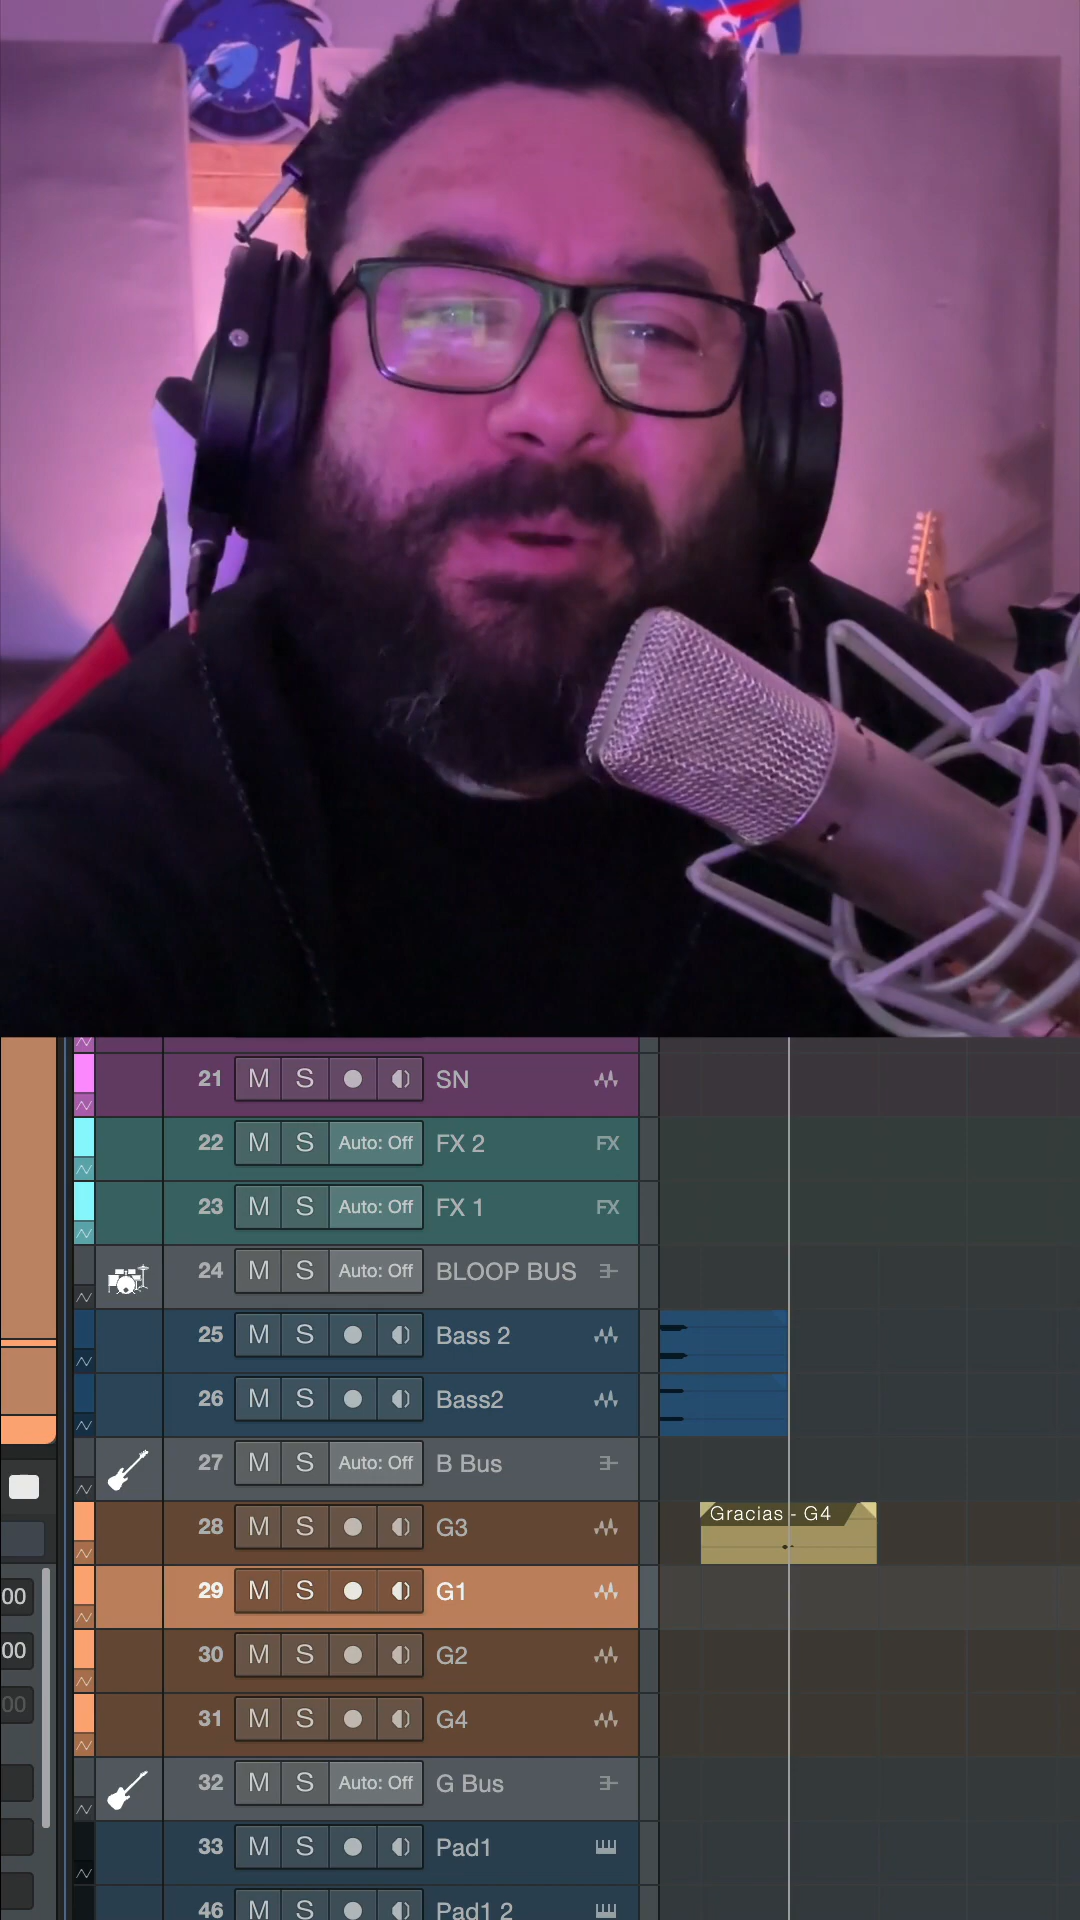 1
SA
21 M S SN
22 M S Auto: Off FX 2 FX
23 M S Auto: Off FX 1 FX
24 M S Auto: Off BLOOP BUS
25 M S Bass 2
26 M S Bass2
27 M S Auto: Off B Bus
28 M S G3 Gracias - G4
00 29 M S G1
00 30 M S G2
00 31 M S G4
32 M S Auto: Off G Bus
33 M S Pad1
46 M S Pad1 2